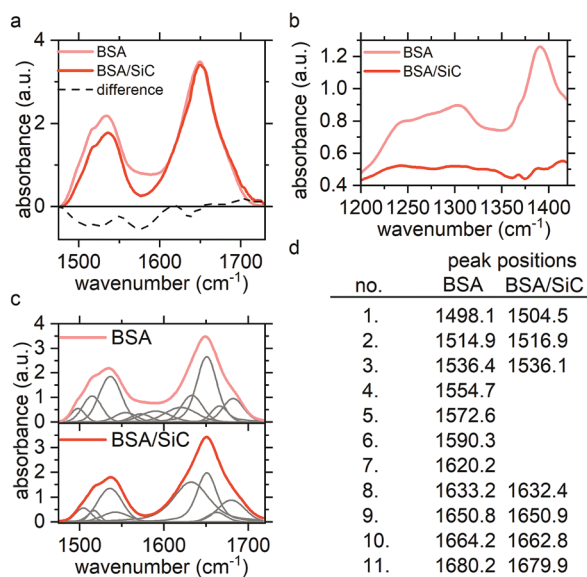 a
BSA
BSA/SiC
difference
absorbance (a.u.)
4
2
0
1500 1600 1700
wavenumber (cm⁻¹)
b
BSA
BSA/SiC
absorbance (a.u.)
1.2
1.0
0.8
0.6
0.4
1200 1250 1300 1350 1400
wavenumber (cm⁻¹)
c
BSA
absorbance (a.u.)
4
3
2
1
0
BSA/SiC
3
2
1
0
1500 1600 1700
wavenumber (cm⁻¹)
d
peak positions
no. BSA BSA/SiC
1. 1498.1 1504.5
2. 1514.9 1516.9
3. 1536.4 1536.1
4. 1554.7
5. 1572.6
6. 1590.3
7. 1620.2
8. 1633.2 1632.4
9. 1650.8 1650.9
10. 1664.2 1662.8
11. 1680.2 1679.9